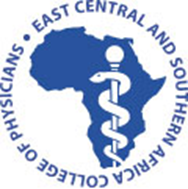 EAST CENTRAL AND SOUTHERN AFRICA COLLEGE OF PHYSICIANS •